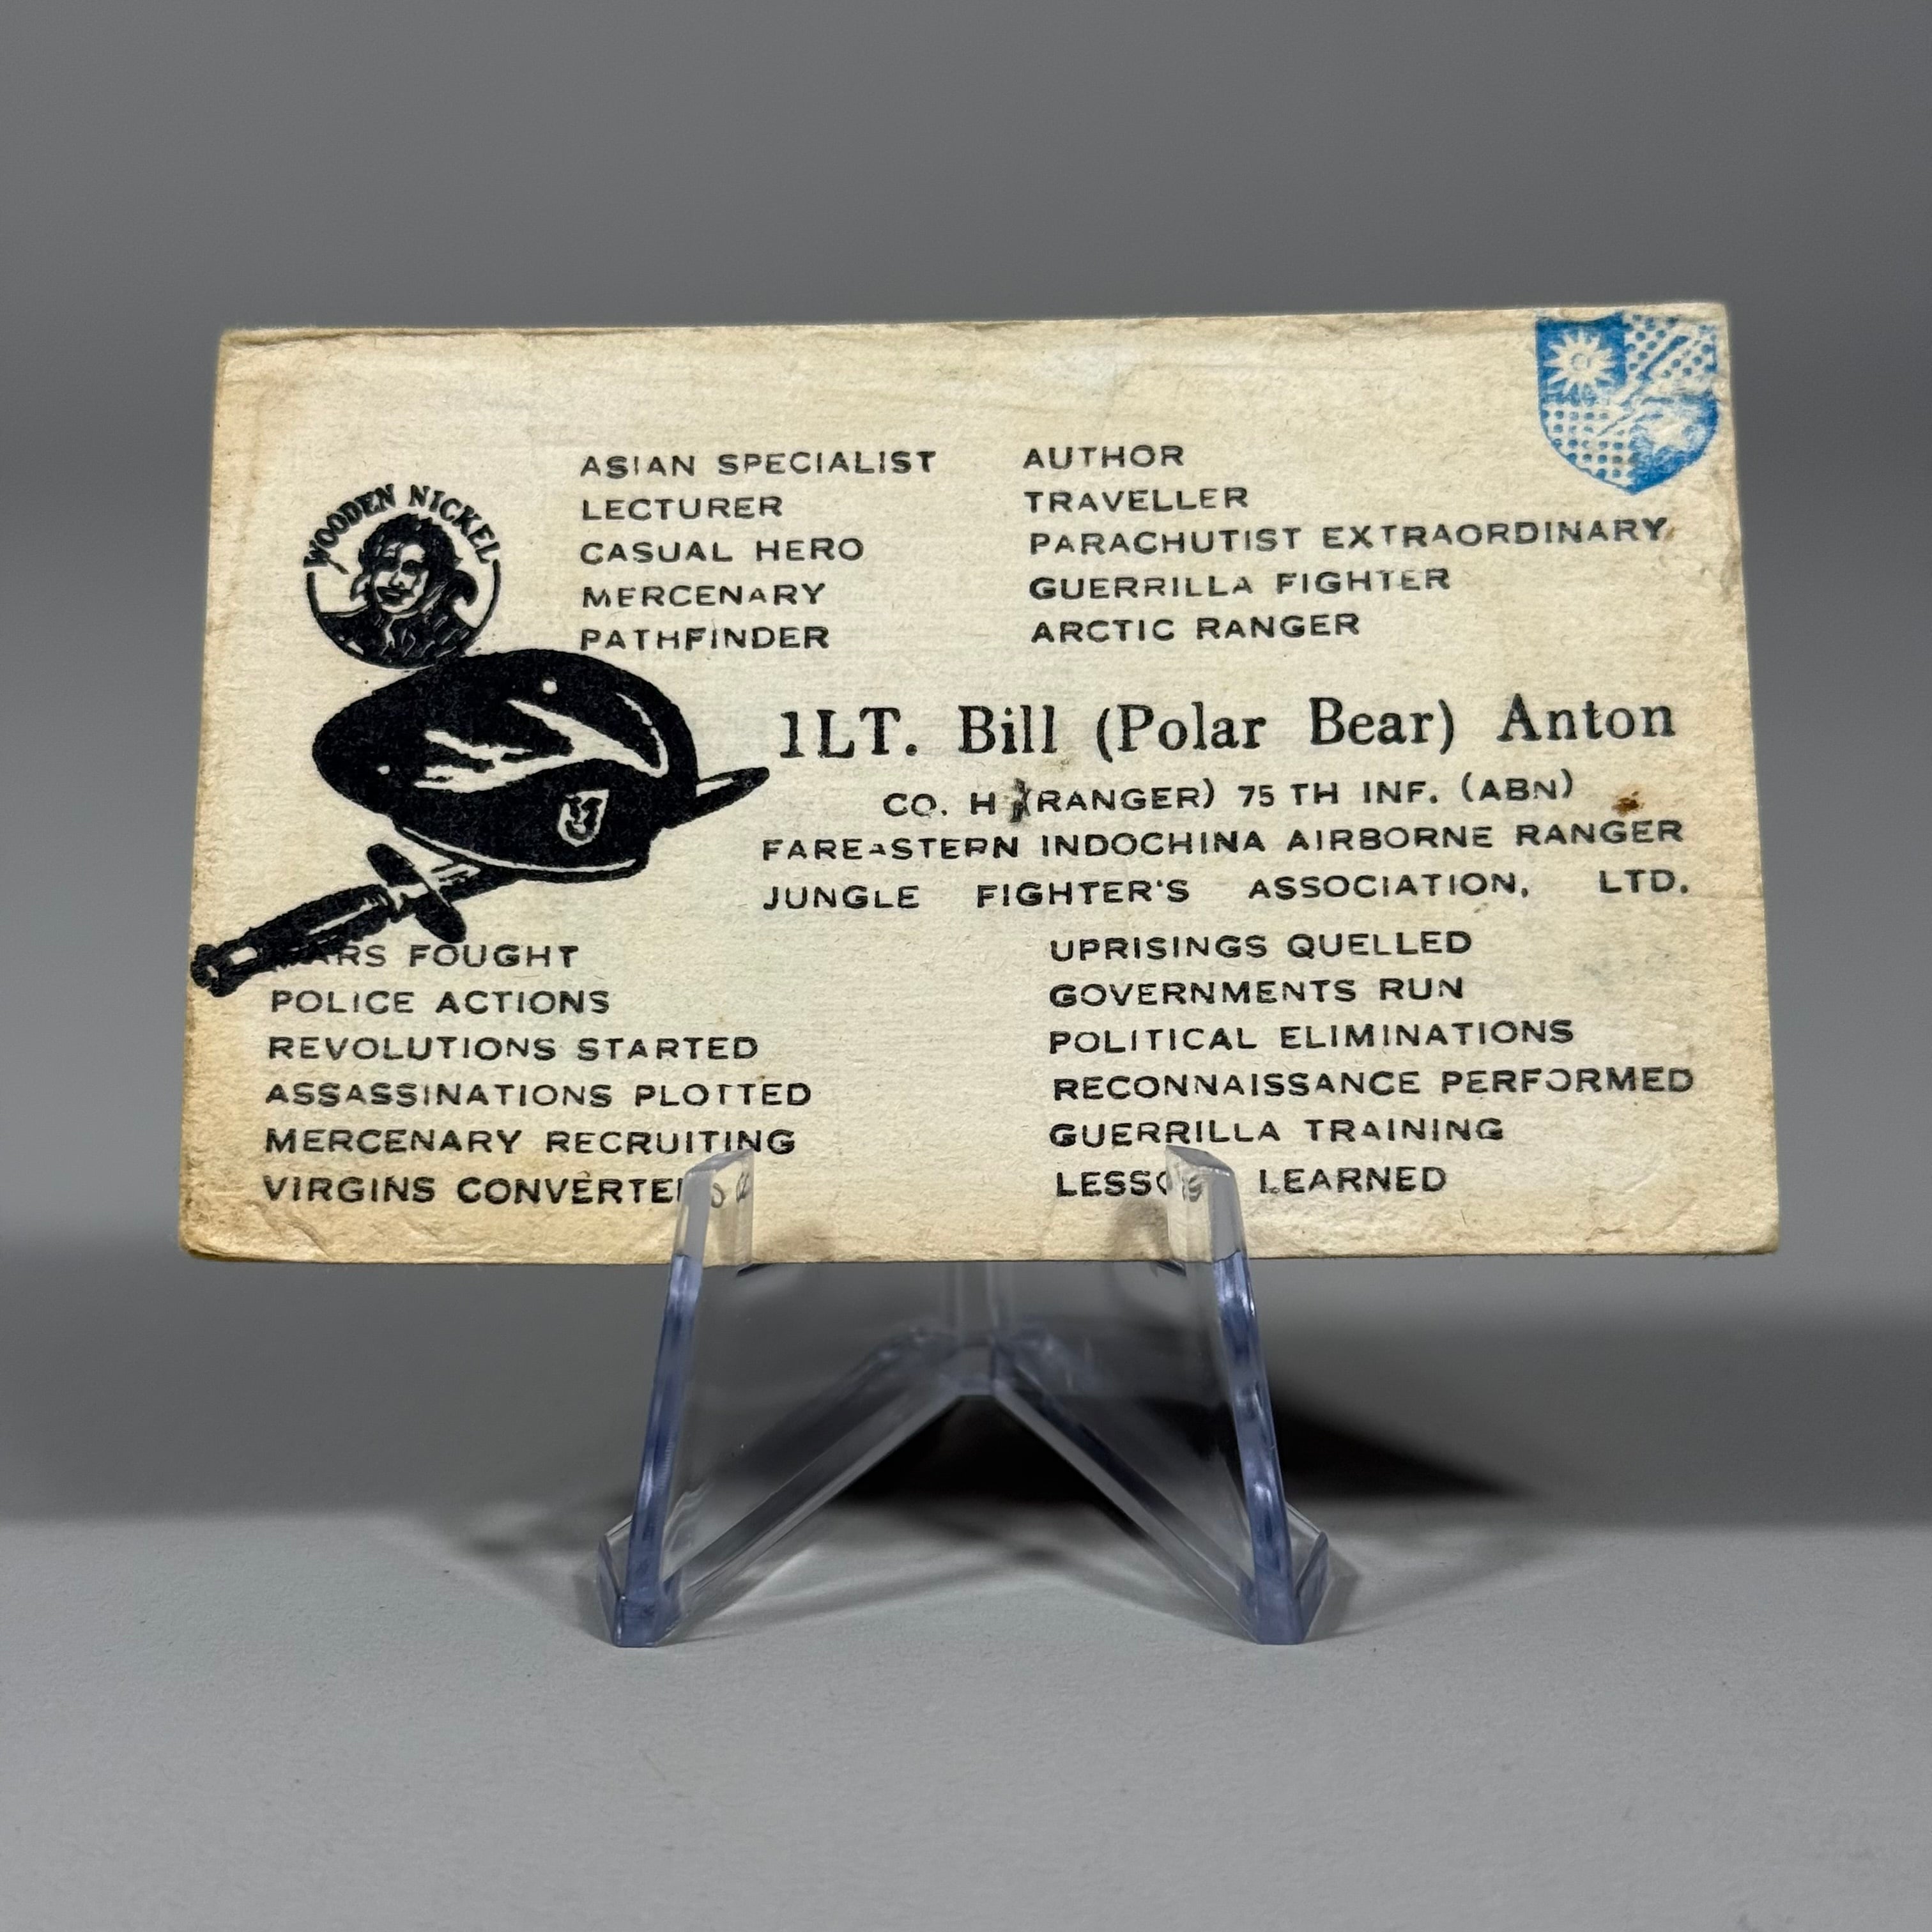 WOODEN NICKEL
ASIAN SPECIALIST
LECTURER
CASUAL HERO
MERCENARY
PATHFINDER
AUTHOR
TRAVELLER
PARACHUTIST EXTRAORDINARY
GUERRILLA FIGHTER
ARCTIC RANGER
1LT. Bill (Polar Bear) Anton
CO. H (RANGER) 75 TH INF. (ABN)
FAREASTERN INDOCHINA AIRBORNE RANGER
JUNGLE FIGHTER'S ASSOCIATION, LTD.
WARS FOUGHT
POLICE ACTIONS
REVOLUTIONS STARTED
ASSASSINATIONS PLOTTED
MERCENARY RECRUITING
VIRGINS CONVERTED
UPRISINGS QUELLED
GOVERNMENTS RUN
POLITICAL ELIMINATIONS
RECONNAISSANCE PERFORMED
GUERRILLA TRAINING
LESSONS LEARNED